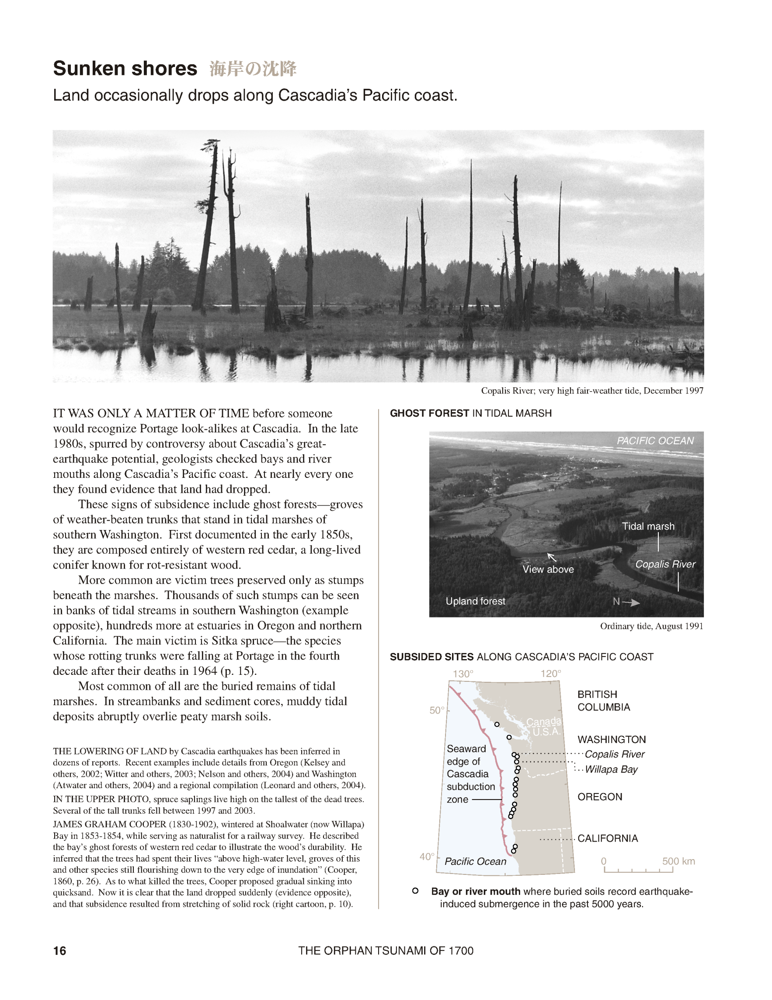 Sunken shores 海岸の沈降
Land occasionally drops along Cascadia’s Pacific coast.
Copalis River; very high fair-weather tide, December 1997
IT WAS ONLY A MATTER OF TIME before someone
would recognize Portage look-alikes at Cascadia. In the late
1980s, spurred by controversy about Cascadia’s great-
earthquake potential, geologists checked bays and river
mouths along Cascadia’s Pacific coast. At nearly every one
they found evidence that land had dropped.
These signs of subsidence include ghost forests—groves
of weather-beaten trunks that stand in tidal marshes of
southern Washington. First documented in the early 1850s,
they are composed entirely of western red cedar, a long-lived
conifer known for rot-resistant wood.
More common are victim trees preserved only as stumps
beneath the marshes. Thousands of such stumps can be seen
in banks of tidal streams in southern Washington (example
opposite), hundreds more at estuaries in Oregon and northern
California. The main victim is Sitka spruce—the species
whose rotting trunks were falling at Portage in the fourth
decade after their deaths in 1964 (p. 15).
Most common of all are the buried remains of tidal
marshes. In streambanks and sediment cores, muddy tidal
deposits abruptly overlie peaty marsh soils.
THE LOWERING OF LAND by Cascadia earthquakes has been inferred in
dozens of reports. Recent examples include details from Oregon (Kelsey and
others, 2002; Witter and others, 2003; Nelson and others, 2004) and Washington
(Atwater and others, 2004) and a regional compilation (Leonard and others, 2004).
IN THE UPPER PHOTO, spruce saplings live high on the tallest of the dead trees.
Several of the tall trunks fell between 1997 and 2003.
JAMES GRAHAM COOPER (1830-1902), wintered at Shoalwater (now Willapa)
Bay in 1853-1854, while serving as naturalist for a railway survey. He described
the bay’s ghost forests of western red cedar to illustrate the wood’s durability. He
inferred that the trees had spent their lives “above high-water level, groves of this
and other species still flourishing down to the very edge of inundation” (Cooper,
1860, p. 26). As to what killed the trees, Cooper proposed gradual sinking into
quicksand. Now it is clear that the land dropped suddenly (evidence opposite),
and that subsidence resulted from stretching of solid rock (right cartoon, p. 10).
GHOST FOREST IN TIDAL MARSH
PACIFIC OCEAN
Tidal marsh
Copalis River
View above
Upland forest
N
Ordinary tide, August 1991
SUBSIDED SITES ALONG CASCADIA’S PACIFIC COAST
130° 120°
50°
BRITISH
COLUMBIA
Canada
U.S.A.
WASHINGTON
Copalis River
Willapa Bay
Seaward
edge of
Cascadia
subduction
zone
OREGON
CALIFORNIA
40°
Pacific Ocean
0 500 km
Bay or river mouth where buried soils record earthquake-
induced submergence in the past 5000 years.
16 THE ORPHAN TSUNAMI OF 1700